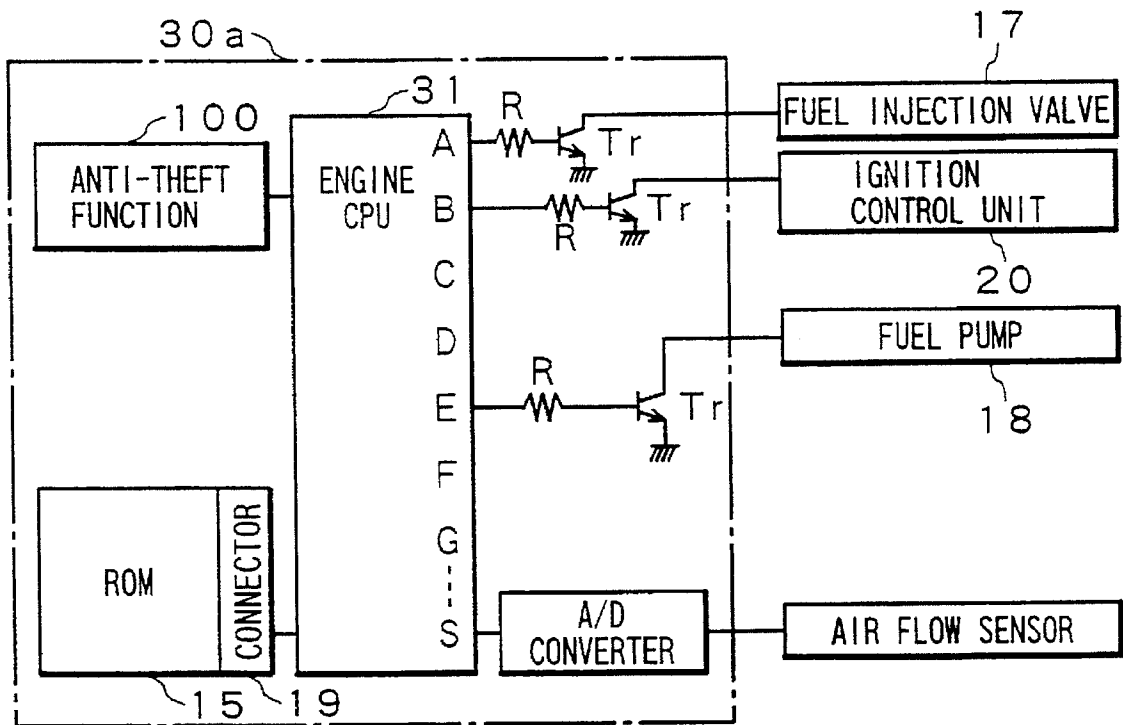 30a
17
31
100
A
R
Tr
FUEL INJECTION VALVE
ANTI-THEFT
FUNCTION
ENGINE
CPU
B
R
Tr
IGNITION
CONTROL UNIT
20
C
D
FUEL PUMP
E
R
Tr
18
F
G
ROM
CONNECTOR
S
A/D
CONVERTER
AIR FLOW SENSOR
15
19